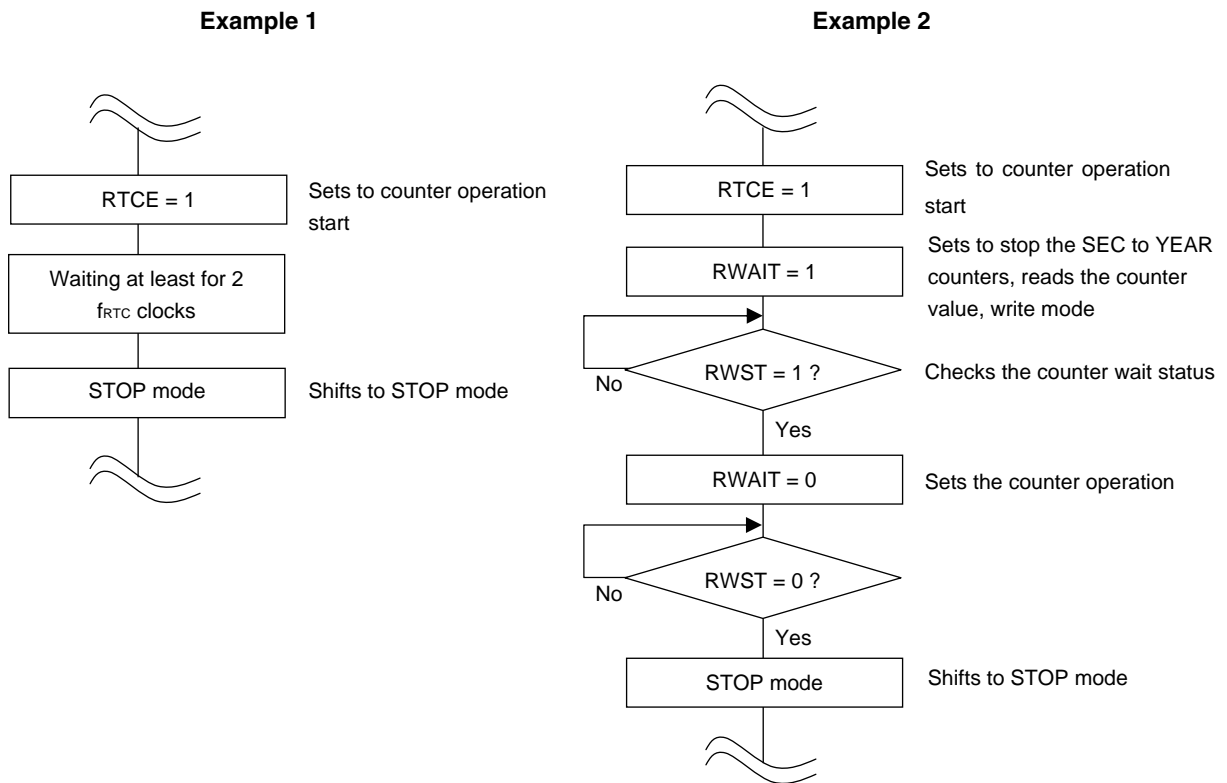 Example 1
RTCE = 1
Sets to counter operation
start
Waiting at least for 2
fRTC clocks
STOP mode
Shifts to STOP mode
Example 2
RTCE = 1
Sets to counter operation
start
RWAIT = 1
Sets to stop the SEC to YEAR
counters, reads the counter
value, write mode
RWST = 1 ?
No
Checks the counter wait status
Yes
RWAIT = 0
Sets the counter operation
RWST = 0 ?
No
Yes
STOP mode
Shifts to STOP mode